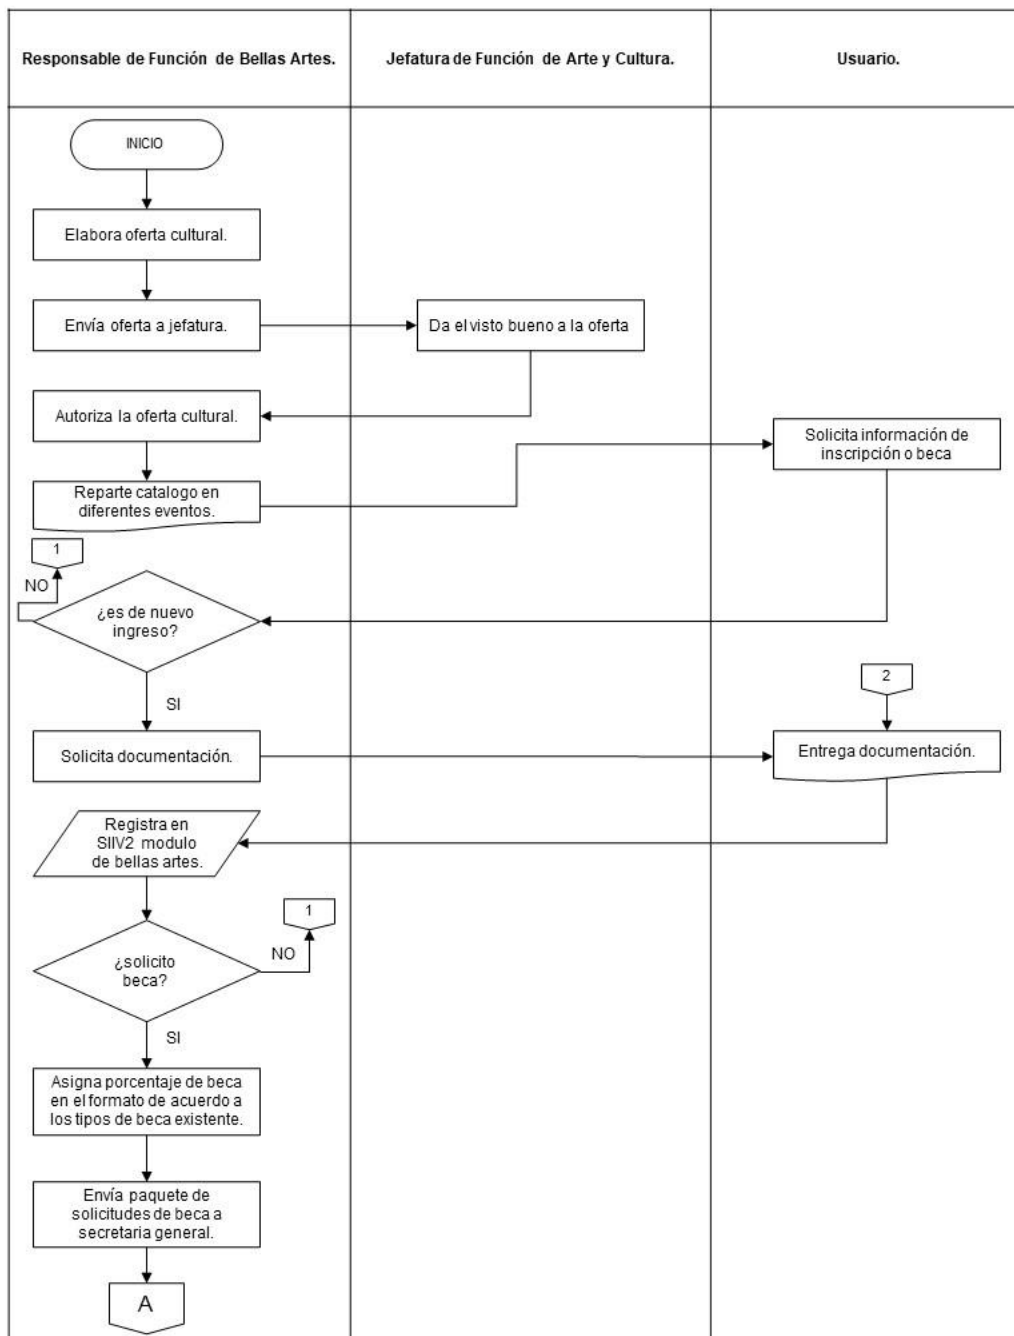 Responsable de Función de Bellas Artes.
Jefatura de Función de Arte y Cultura.
Usuario.
INICIO
Elabora oferta cultural.
Envía oferta a jefatura.
Da el visto bueno a la oferta
Autoriza la oferta cultural.
Solicita información de
inscripción o beca
Reparte catalogo en
diferentes eventos.
1
NO
¿es de nuevo
ingreso?
SI
2
Solicita documentación.
Entrega documentación.
Registra en
SIIV2 modulo
de bellas artes.
1
NO
¿solicito
beca?
SI
Asigna porcentaje de beca
en el formato de acuerdo a
los tipos de beca existente.
Envía paquete de
solicitudes de beca a
secretaria general.
A